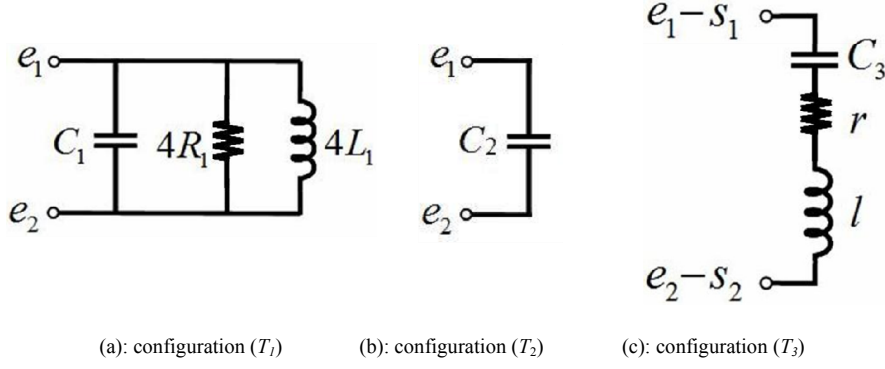 e₁ e₁ e₁−s₁
C₁ 4R₁ 4L₁ C₂ C₃
r
e₂ e₂ l
e₂−s₂
(a): configuration (T₁) (b): configuration (T₂) (c): configuration (T₃)